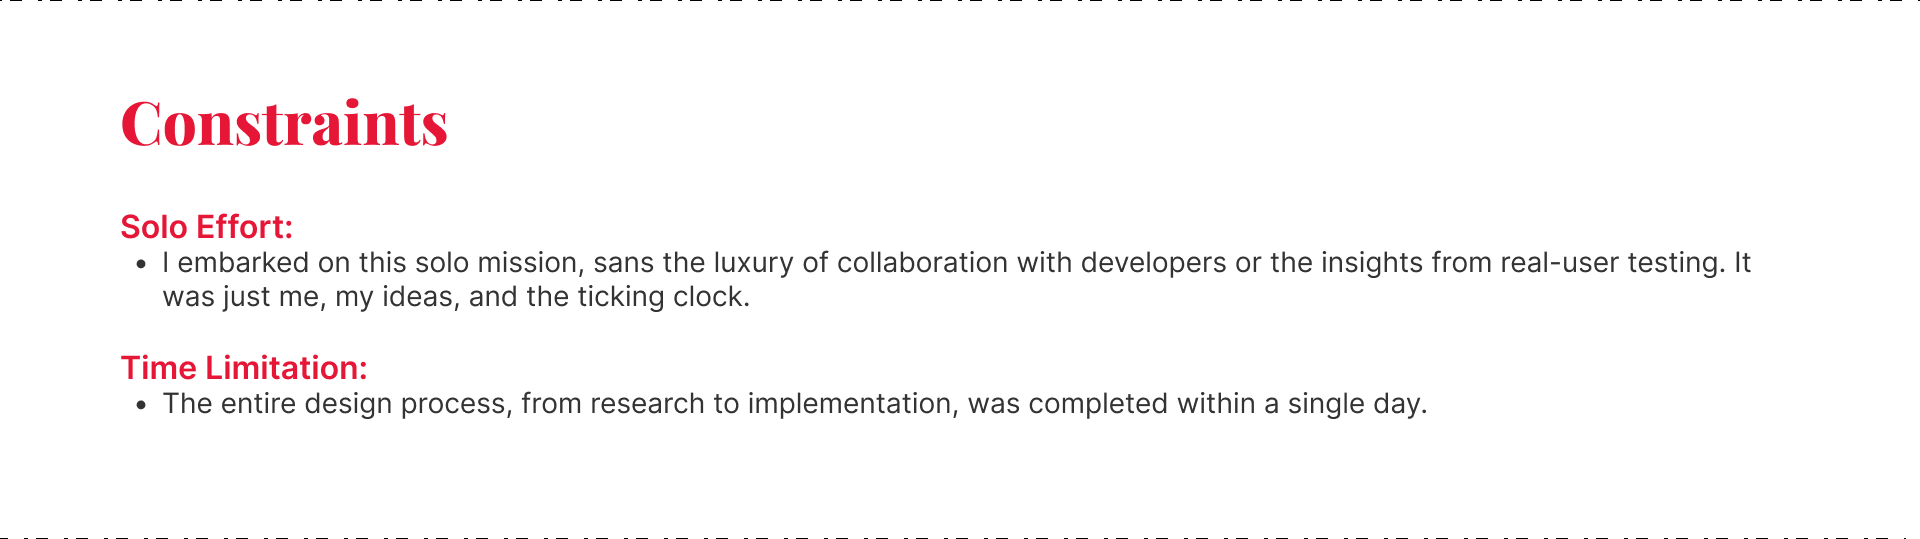 Constraints
Solo Effort:
• I embarked on this solo mission, sans the luxury of collaboration with developers or the insights from real-user testing. It
was just me, my ideas, and the ticking clock.
Time Limitation:
• The entire design process, from research to implementation, was completed within a single day.